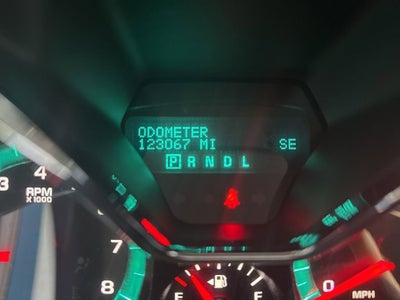 ODOMETER
123067 MI SE
P R N D L
3 4
RPM
X 1000
7
8
E F
0 MPH